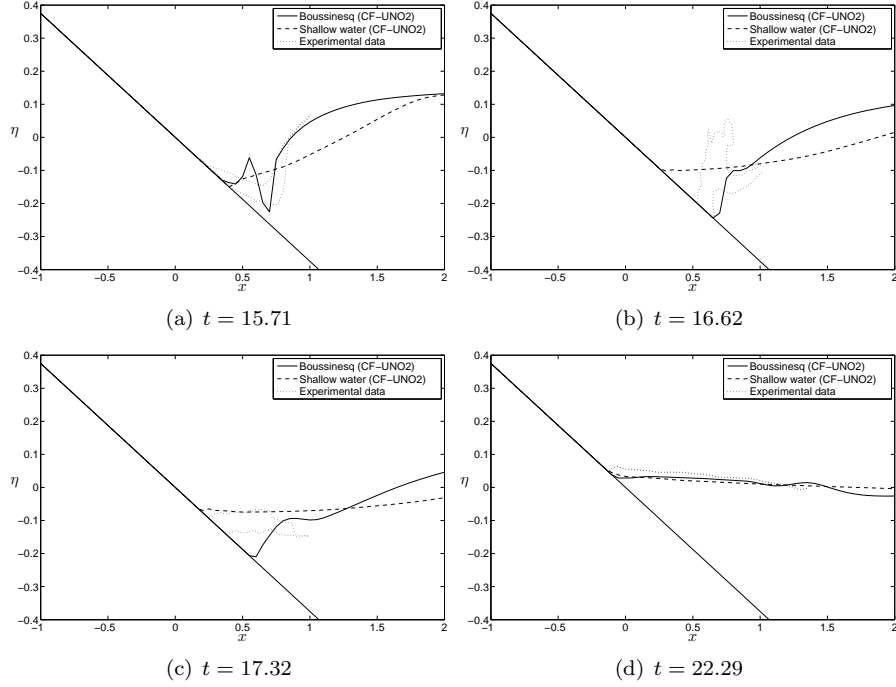 0.4
0.3
0.2
0.1
0
−0.1
−0.2
−0.3
−0.4
η
−1
−0.5
0
0.5
1
1.5
2
x
Boussinesq (CF−UNO2)
Shallow water (CF−UNO2)
Experimental data
(a) t = 15.71
0.4
0.3
0.2
0.1
0
−0.1
−0.2
−0.3
−0.4
η
−1
−0.5
0
0.5
1
1.5
2
x
Boussinesq (CF−UNO2)
Shallow water (CF−UNO2)
Experimental data
(b) t = 16.62
0.4
0.3
0.2
0.1
0
−0.1
−0.2
−0.3
−0.4
η
−1
−0.5
0
0.5
1
1.5
2
x
Boussinesq (CF−UNO2)
Shallow water (CF−UNO2)
Experimental data
(c) t = 17.32
0.4
0.3
0.2
0.1
0
−0.1
−0.2
−0.3
−0.4
η
−1
−0.5
0
0.5
1
1.5
2
x
Boussinesq (CF−UNO2)
Shallow water (CF−UNO2)
Experimental data
(d) t = 22.29